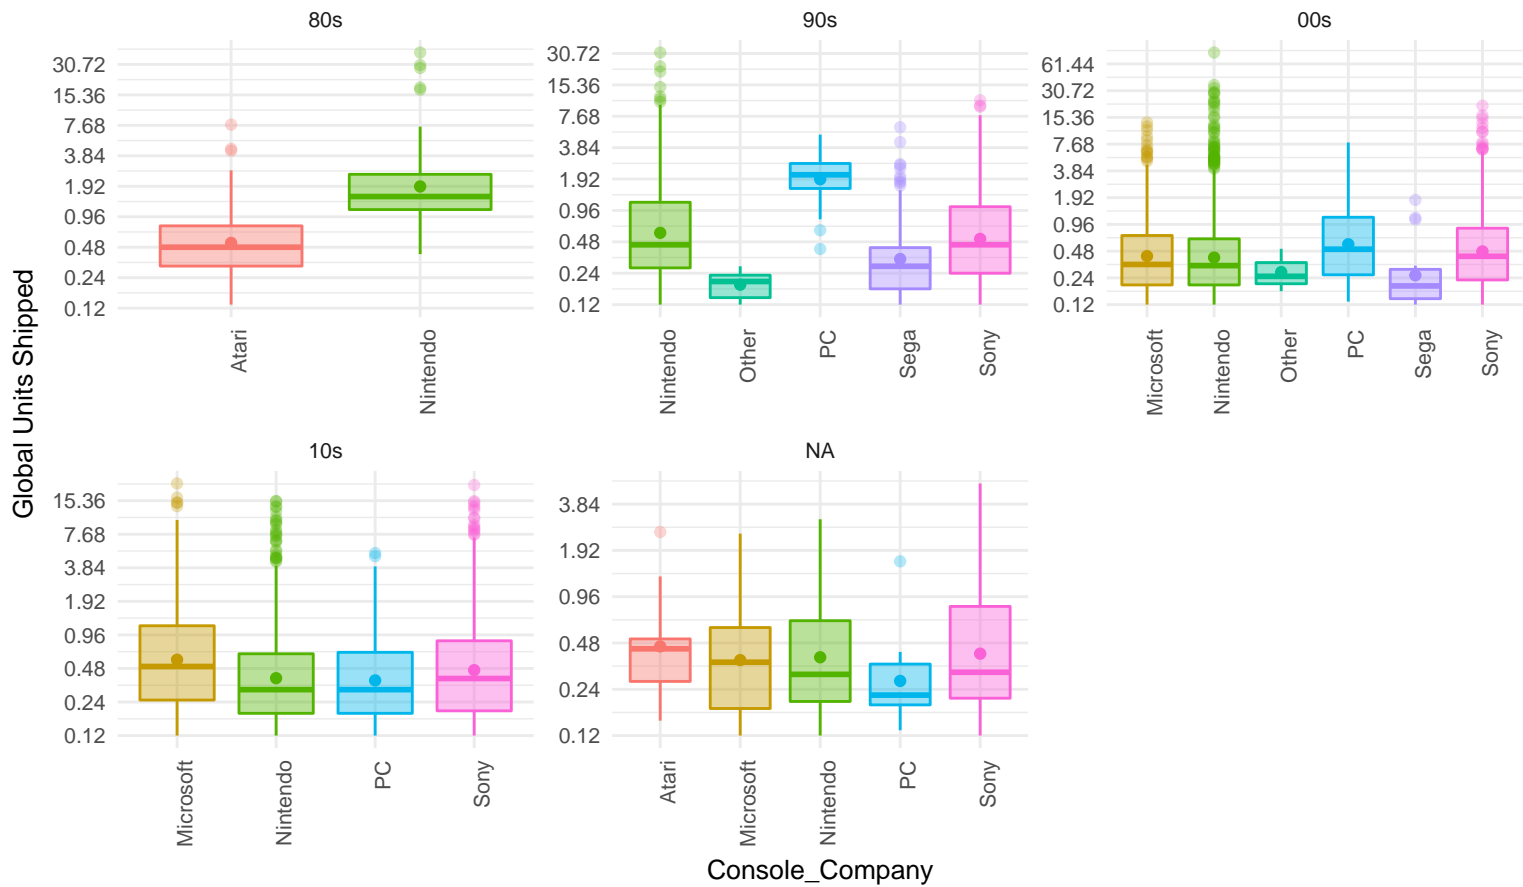 80s
90s
00s
30.72
15.36
7.68
3.84
1.92
0.96
0.48
0.24
0.12
Atari
Nintendo
30.72
15.36
7.68
3.84
1.92
0.96
0.48
0.24
0.12
Nintendo
Other
PC
Sega
Sony
61.44
30.72
15.36
7.68
3.84
1.92
0.96
0.48
0.24
0.12
Microsoft
Nintendo
Other
PC
Sega
Sony
Global Units Shipped
10s
NA
15.36
7.68
3.84
1.92
0.96
0.48
0.24
0.12
Microsoft
Nintendo
PC
Sony
3.84
1.92
0.96
0.48
0.24
0.12
Atari
Microsoft
Nintendo
PC
Sony
Console_Company